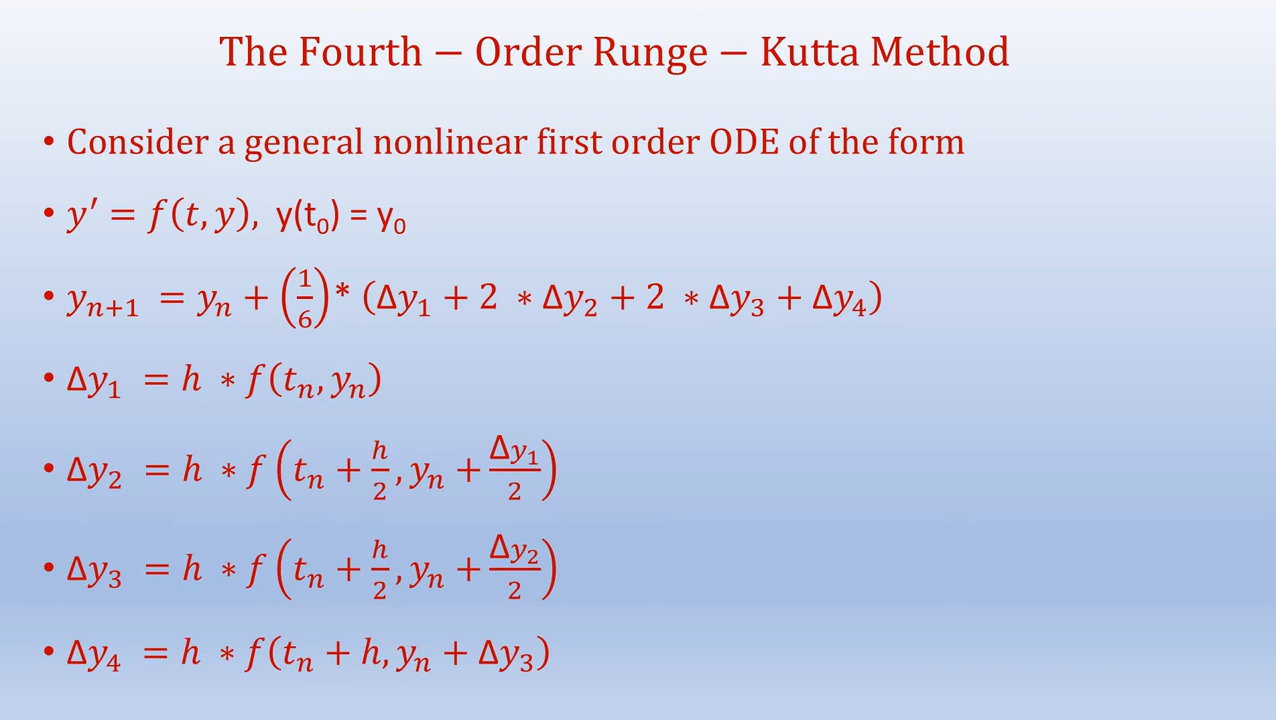 The Fourth − Order Runge − Kutta Method
• Consider a general nonlinear first order ODE of the form
• y′ = f(t, y), y(t₀) = y₀
• yₙ₊₁ = yₙ + (1/6)* (Δy₁ + 2 ∗ Δy₂ + 2 ∗ Δy₃ + Δy₄)
• Δy₁ = h ∗ f(tₙ, yₙ)
• Δy₂ = h ∗ f(tₙ + h/2, yₙ + Δy₁/2)
• Δy₃ = h ∗ f(tₙ + h/2, yₙ + Δy₂/2)
• Δy₄ = h ∗ f(tₙ + h, yₙ + Δy₃)